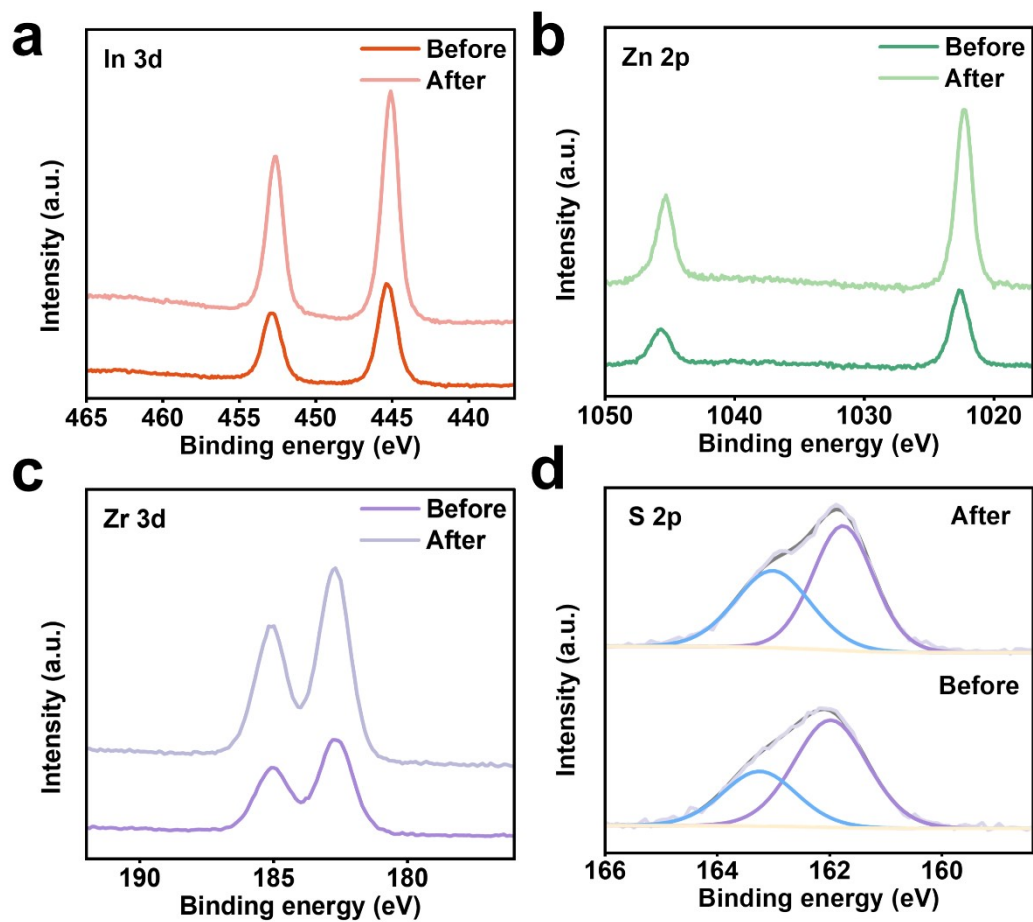 a
In 3d
Before
After
Intensity (a.u.)
465 460 455 450 445 440
Binding energy (eV)
b
Zn 2p
Before
After
Intensity (a.u.)
1050 1040 1030 1020
Binding energy (eV)
c
Zr 3d
Before
After
Intensity (a.u.)
190 185 180
Binding energy (eV)
d
S 2p
After
Before
Intensity (a.u.)
166 164 162 160
Binding energy (eV)